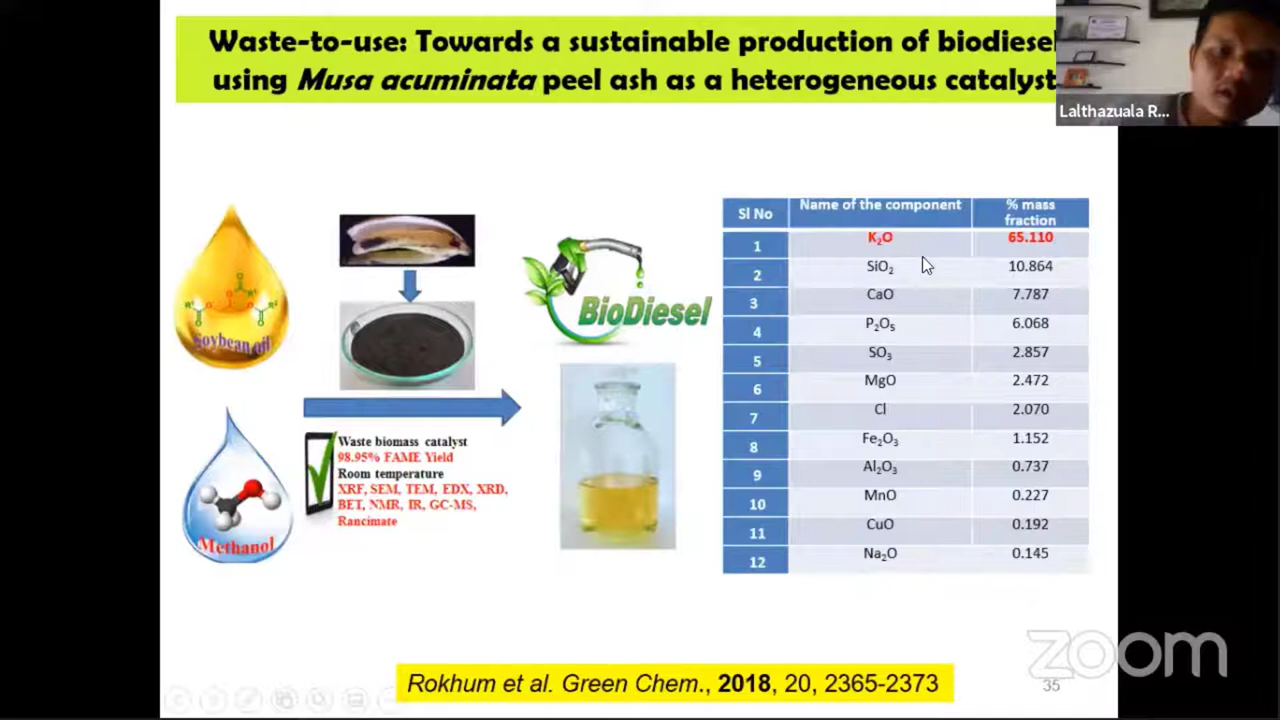 Waste-to-use: Towards a sustainable production of biodiesel
using Musa acuminata peel ash as a heterogeneous catalyst
Lalthazuala R...
Soybean oil
Methanol
Waste biomass catalyst
98.95% FAME Yield
Room temperature
XRF, SEM, TEM, EDX, XRD,
BET, NMR, IR, GC-MS,
Rancimate
BioDiesel
Sl No Name of the component % mass fraction
1 K₂O 65.110
2 SiO₂ 10.864
3 CaO 7.787
4 P₂O₅ 6.068
5 SO₃ 2.857
6 MgO 2.472
7 Cl 2.070
8 Fe₂O₃ 1.152
9 Al₂O₃ 0.737
10 MnO 0.227
11 CuO 0.192
12 Na₂O 0.145
zoom
Rokhum et al. Green Chem., 2018, 20, 2365-2373
35